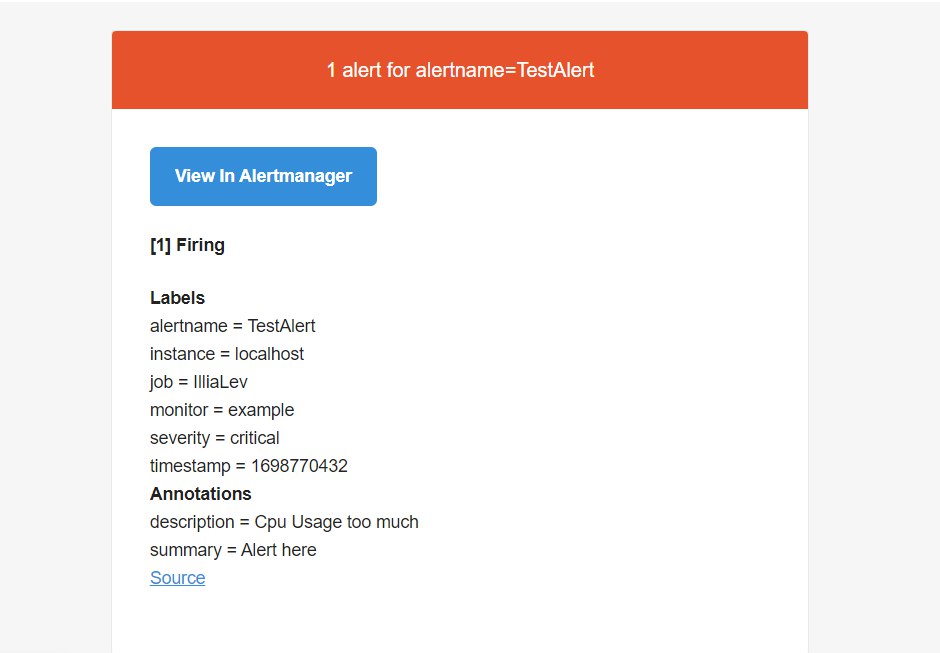 1 alert for alertname=TestAlert
View In Alertmanager
[1] Firing
Labels
alertname = TestAlert
instance = localhost
job = IlliaLev
monitor = example
severity = critical
timestamp = 1698770432
Annotations
description = Cpu Usage too much
summary = Alert here
Source